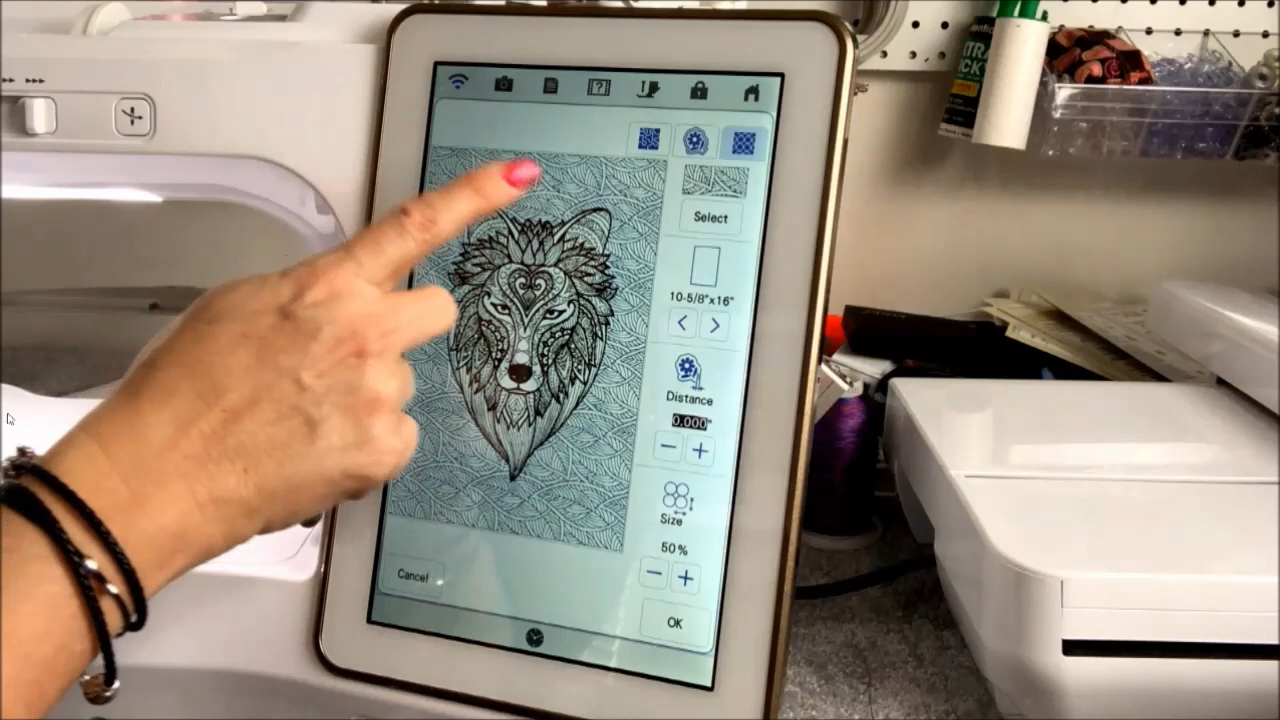 ?
Select
10-5/8"x16"
Distance
0.000"
Size
50%
Cancel
OK